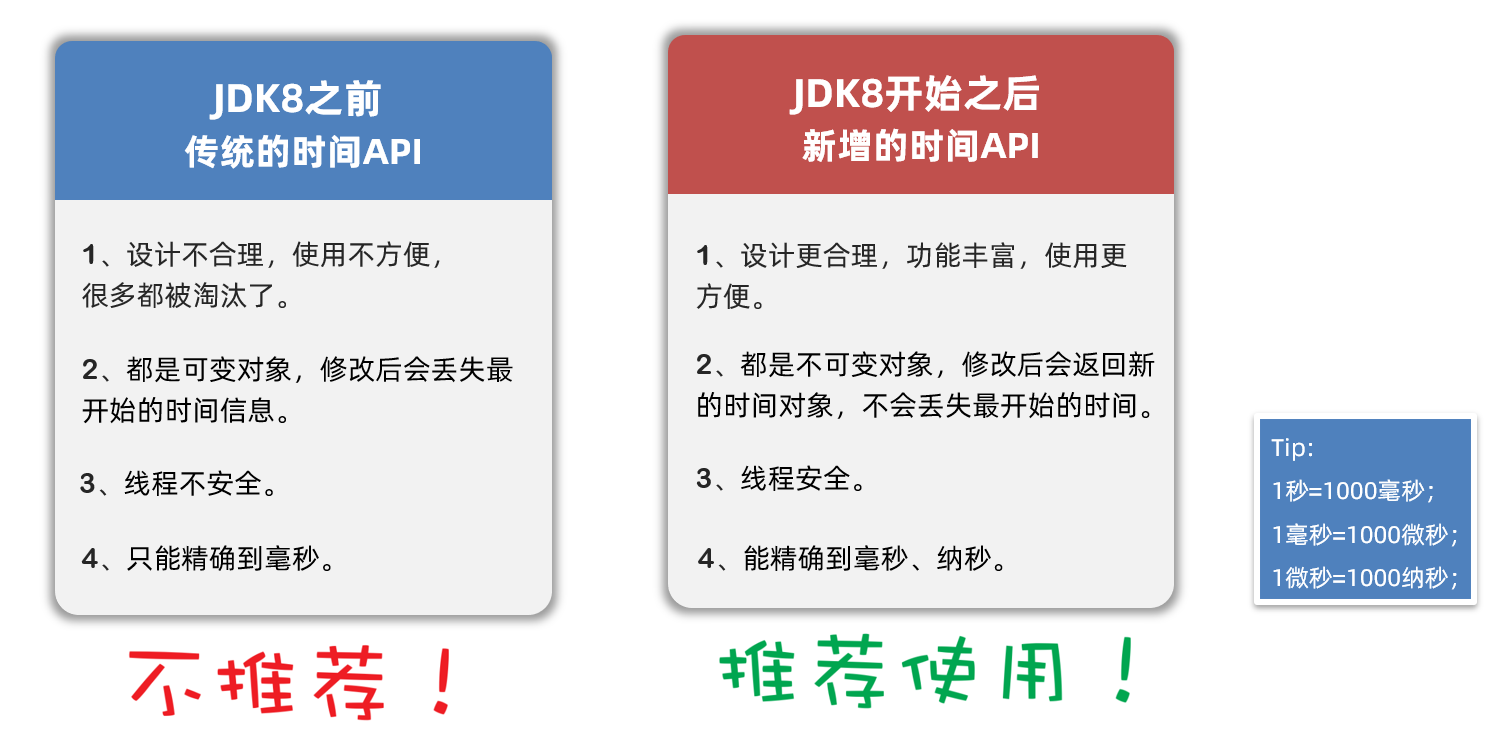 JDK8之前
传统的时间API
1、设计不合理，使用不方便，
很多都被淘汰了。
2、都是可变对象，修改后会丢失最
开始的时间信息。
3、线程不安全。
4、只能精确到毫秒。
不推荐！
JDK8开始之后
新增的时间API
1、设计更合理，功能丰富，使用更
方便。
2、都是不可变对象，修改后会返回新
的时间对象，不会丢失最开始的时间。
3、线程安全。
4、能精确到毫秒、纳秒。
推荐使用！
Tip:
1秒=1000毫秒;
1毫秒=1000微秒;
1微秒=1000纳秒;